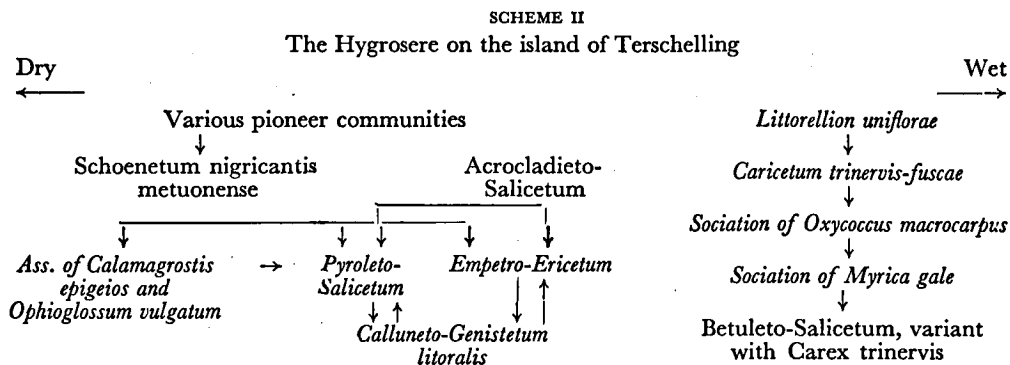 SCHEME II
The Hygrosere on the island of Terschelling
Dry
Wet
Various pioneer communities
Schoenetum nigricantis
metuonense
Acrocladieto-
Salicetum
Ass. of Calamagrostis
epigeios and
Ophioglossum vulgatum
Pyroleto-
Salicetum
Empetro-Ericetum
Calluneto-Genistetum
litoralis
Littorellion uniflorae
Caricetum trinervis-fuscae
Sociation of Oxycoccus macrocarpus
Sociation of Myrica gale
Betuleto-Salicetum, variant
with Carex trinervis